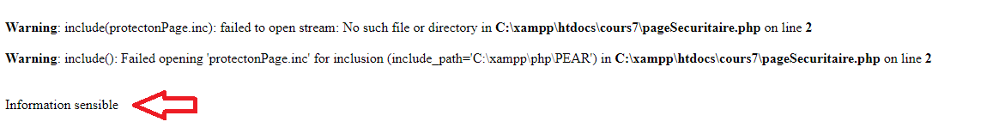 Warning: include(protectonPage.inc): failed to open stream: No such file or directory in C:\xampp\htdocs\cours7\pageSecuritaire.php on line 2
Warning: include(): Failed opening 'protectonPage.inc' for inclusion (include_path='C:\xampp\php\PEAR') in C:\xampp\htdocs\cours7\pageSecuritaire.php on line 2
Information sensible